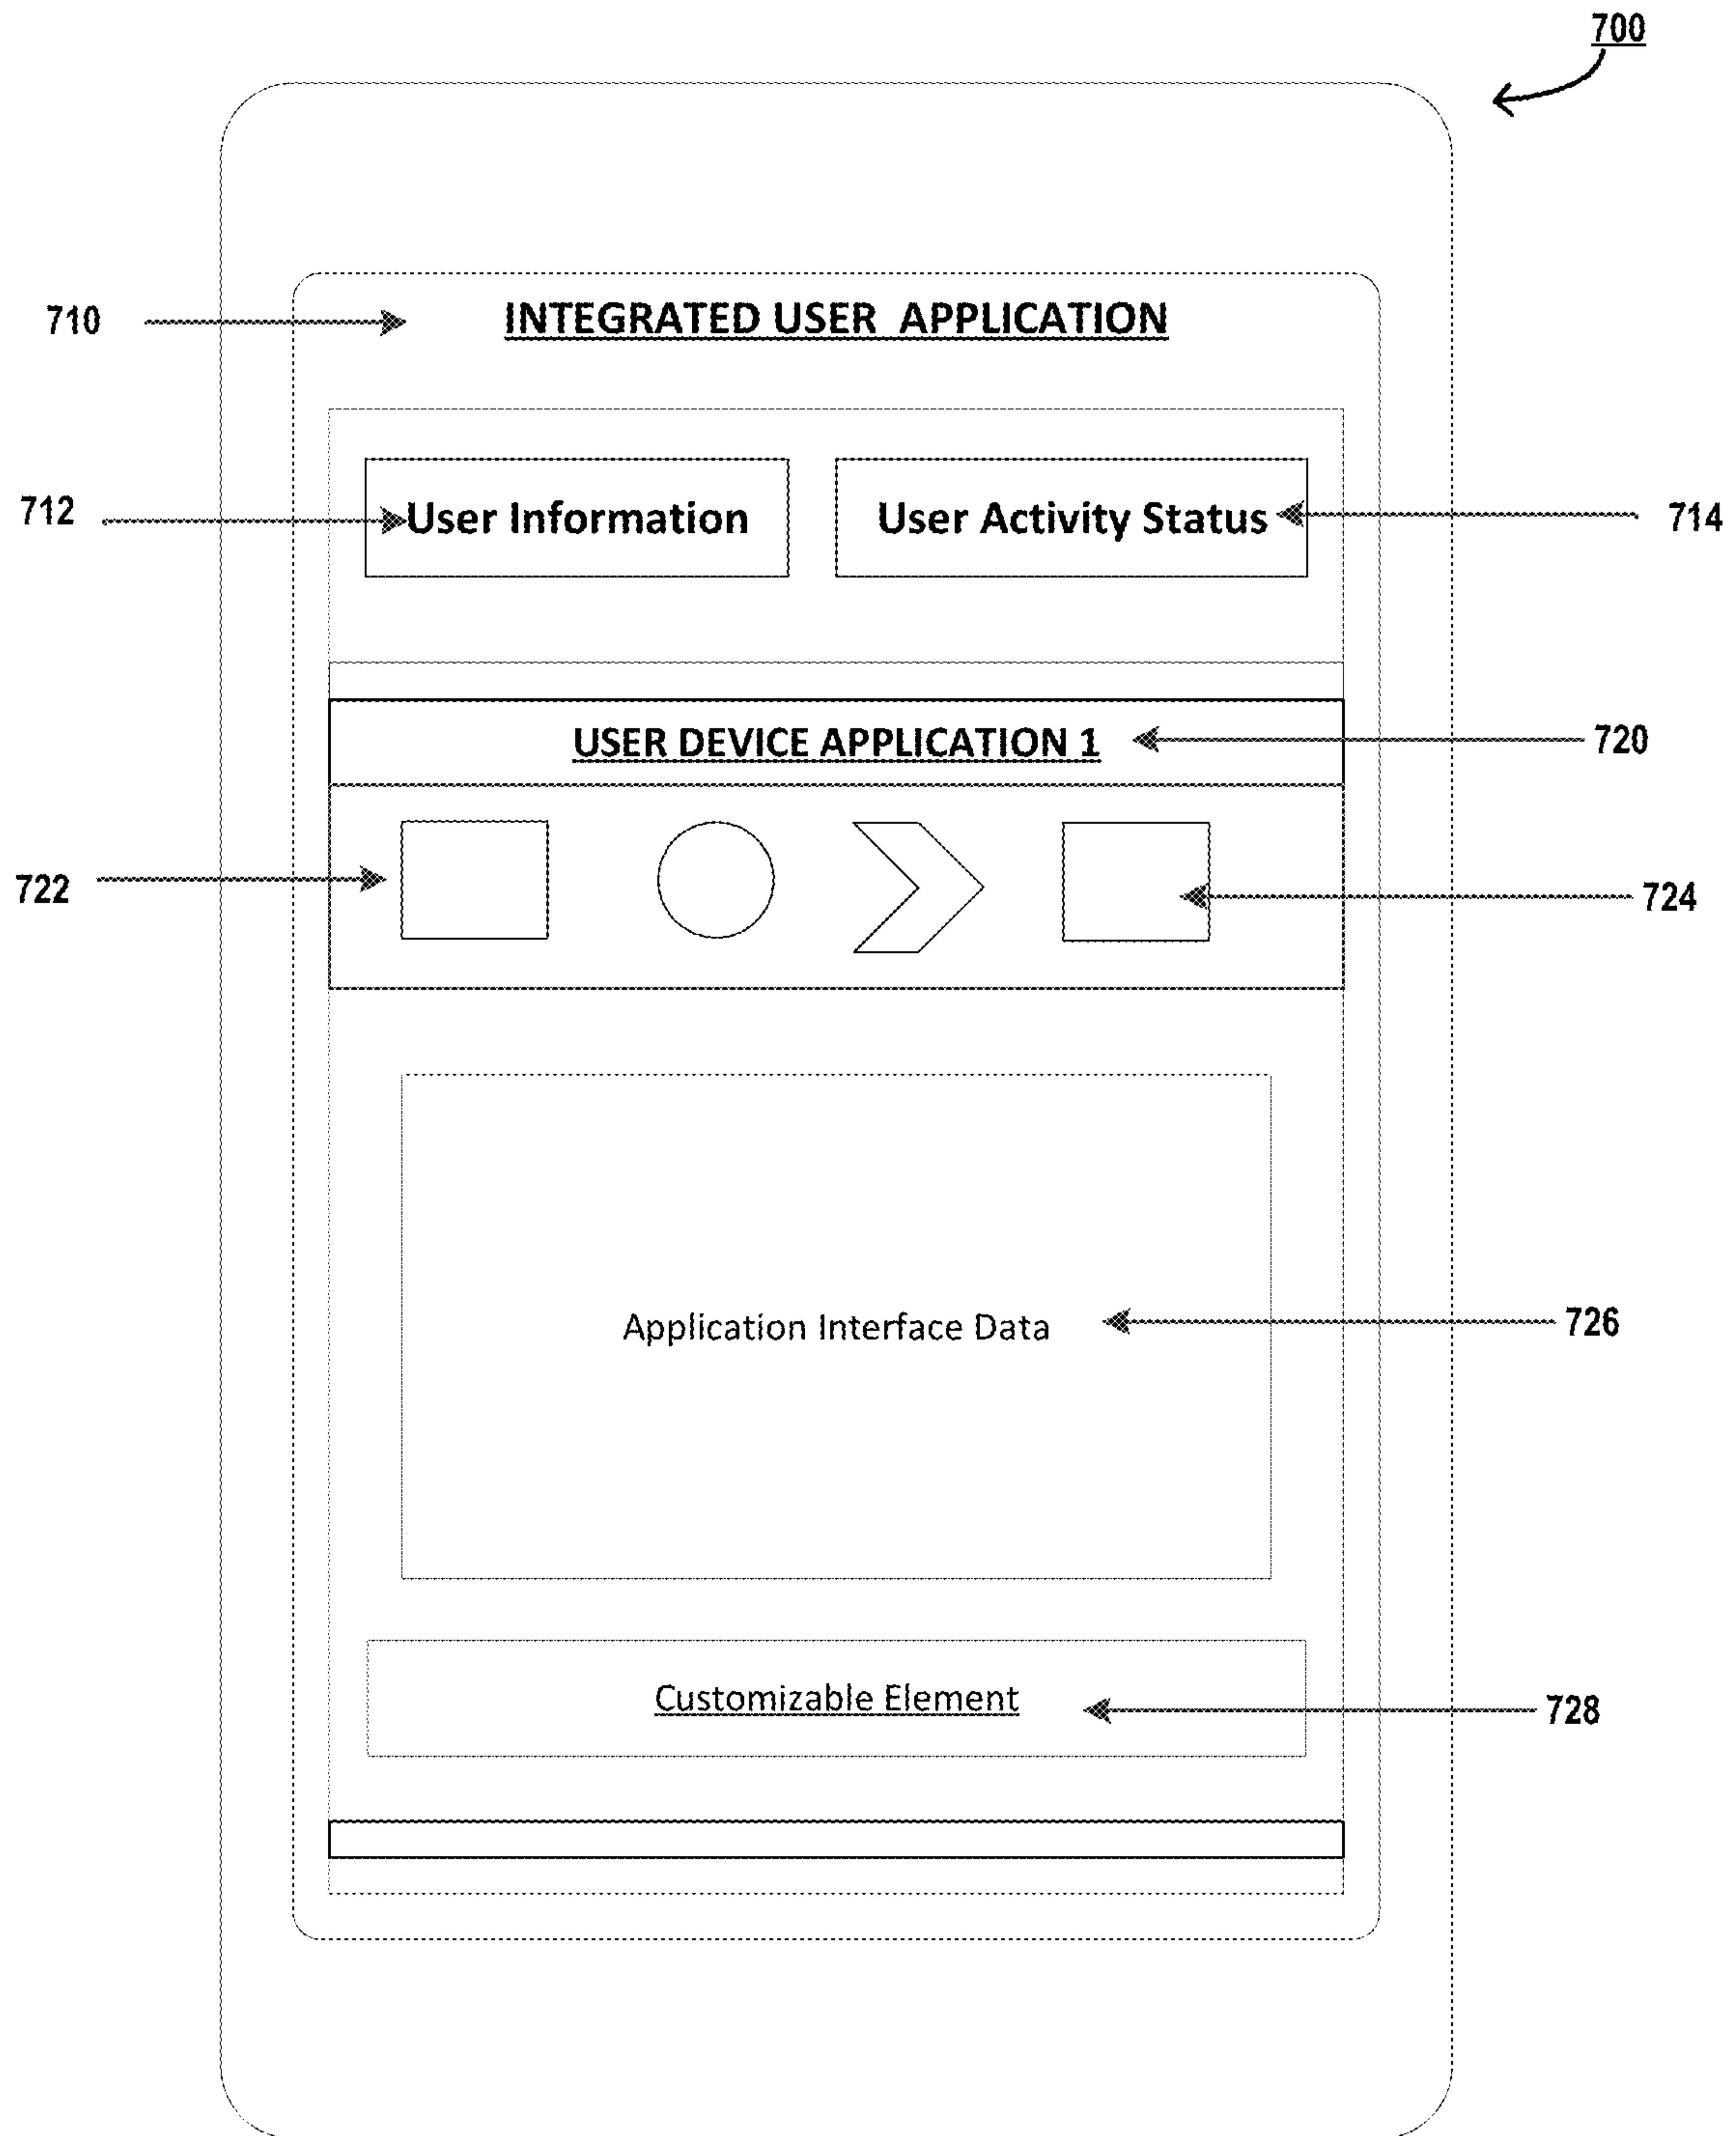 700
710 INTEGRATED USER APPLICATION
712 User Information User Activity Status 714
USER DEVICE APPLICATION 1 720
722 724
Application Interface Data 726
Customizable Element 728